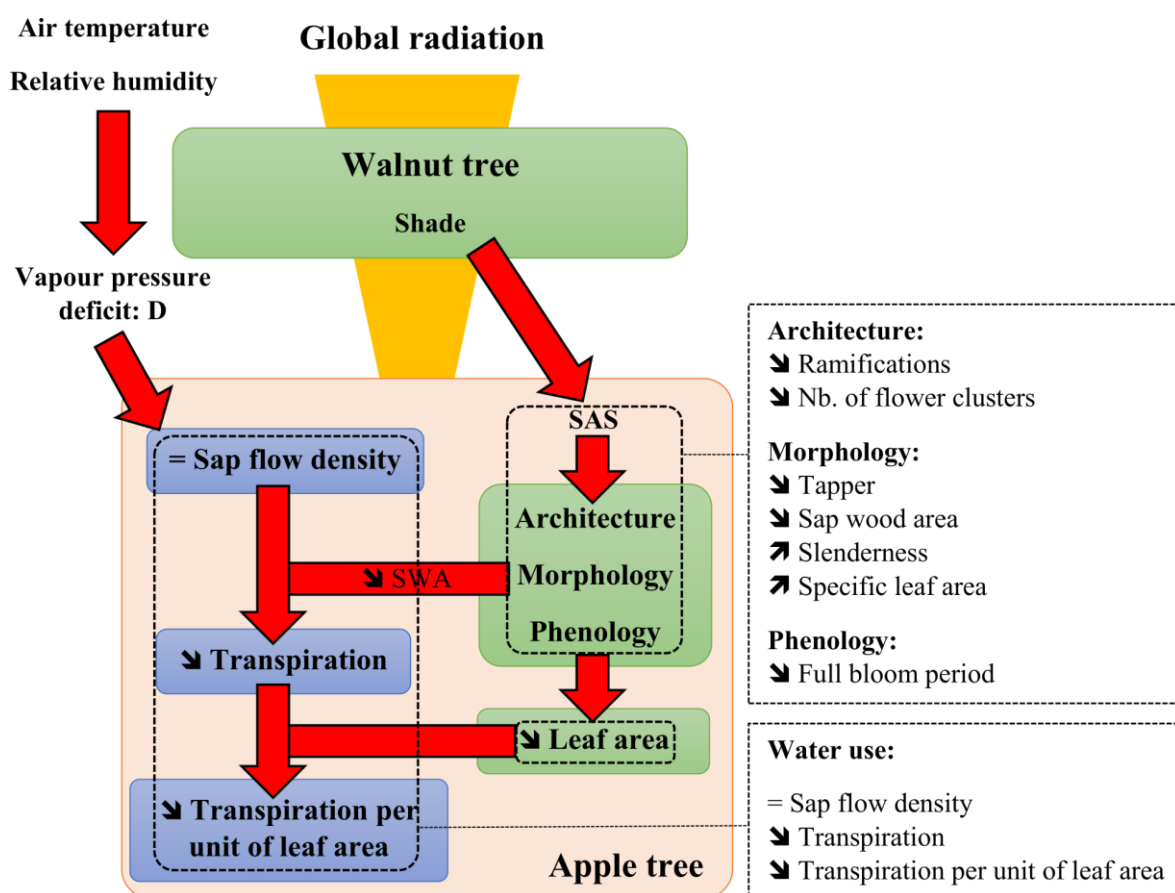 Air temperature
Relative humidity
Global radiation
Walnut tree
Shade
Vapour pressure
deficit: D
SAS
= Sap flow density
Architecture
↘ SWA
Morphology
Phenology
↘ Transpiration
↘ Leaf area
↘ Transpiration per
unit of leaf area
Apple tree
Architecture:
↘ Ramifications
↘ Nb. of flower clusters
Morphology:
↘ Tapper
↘ Sap wood area
↗ Slenderness
↗ Specific leaf area
Phenology:
↘ Full bloom period
Water use:
= Sap flow density
↘ Transpiration
↘ Transpiration per unit of leaf area